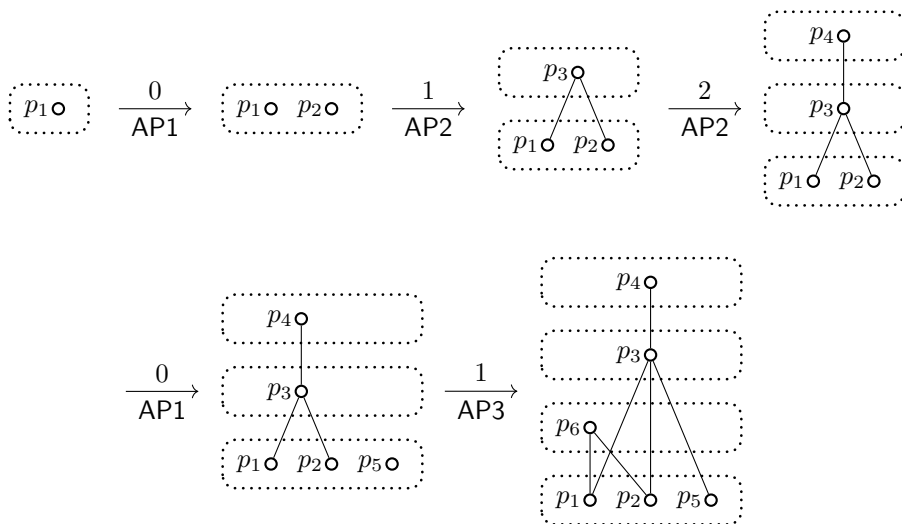 p₁ 0 AP1 p₁ p₂ 1 AP2 p₃ p₁ p₂ 2 AP2 p₄ p₃ p₁ p₂
0 AP1 p₄ p₃ p₁ p₂ p₅ 1 AP3 p₄ p₃ p₆ p₁ p₂ p₅